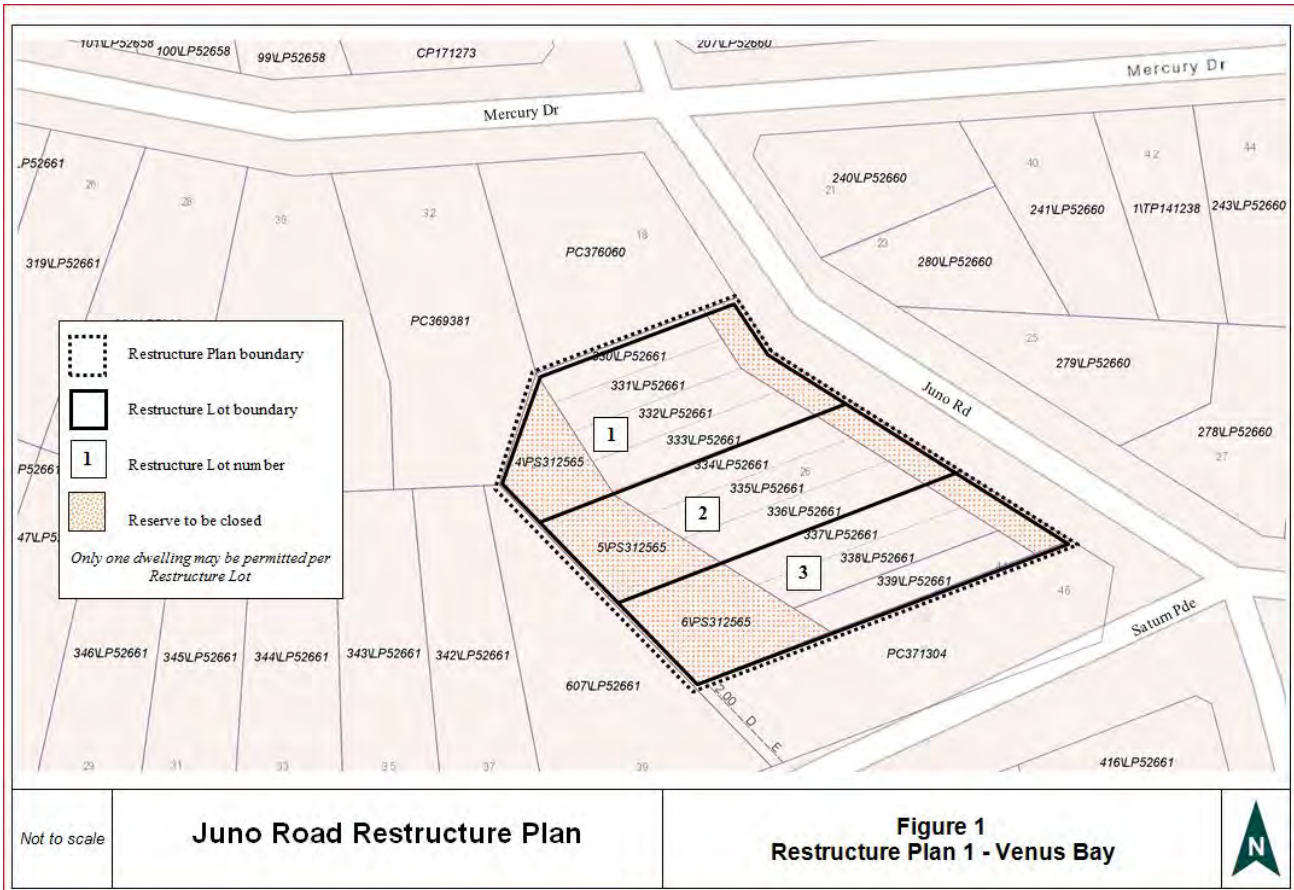 101\LP52658
100\LP52658
99\LP52658
CP171273
207\LP52660
Mercury Dr
Mercury Dr
LP52661
26
28
30
32
18
319\LP52661
PC369381
PC376060
21
240\LP52660
23
280\LP52660
40
241\LP52660
42
1\TP141238
44
243\LP52660
25
279\LP52660
278\LP52660
27
Juno Rd
Restructure Plan boundary
Restructure Lot boundary
1
Restructure Lot number
Reserve to be closed
Only one dwelling may be permitted per
Restructure Lot
330\LP52661
331\LP52661
332\LP52661
333\LP52661
334\LP52661
26
335\LP52661
336\LP52661
337\LP52661
338\LP52661
339\LP52661
1
2
3
4\PS312565
5\PS312565
6\PS312565
46
Saturn Pde
PC371304
P52661
346\LP52661
345\LP52661
344\LP52661
343\LP52661
342\LP52661
607\LP52661
2.00 D E
416\LP52661
29
31
33
35
37
39
Not to scale
Juno Road Restructure Plan
Figure 1
Restructure Plan 1 - Venus Bay
N